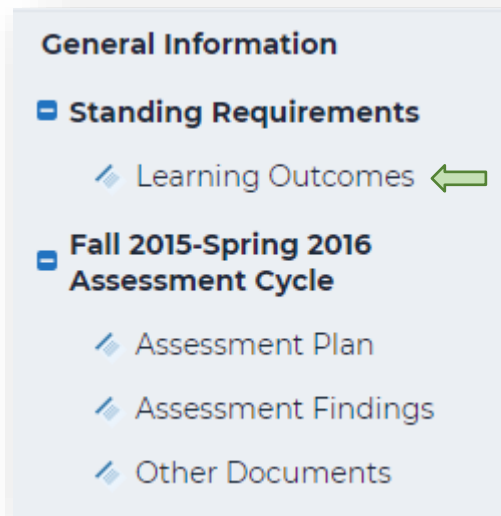 General Information
Standing Requirements
Learning Outcomes
Fall 2015-Spring 2016
Assessment Cycle
Assessment Plan
Assessment Findings
Other Documents